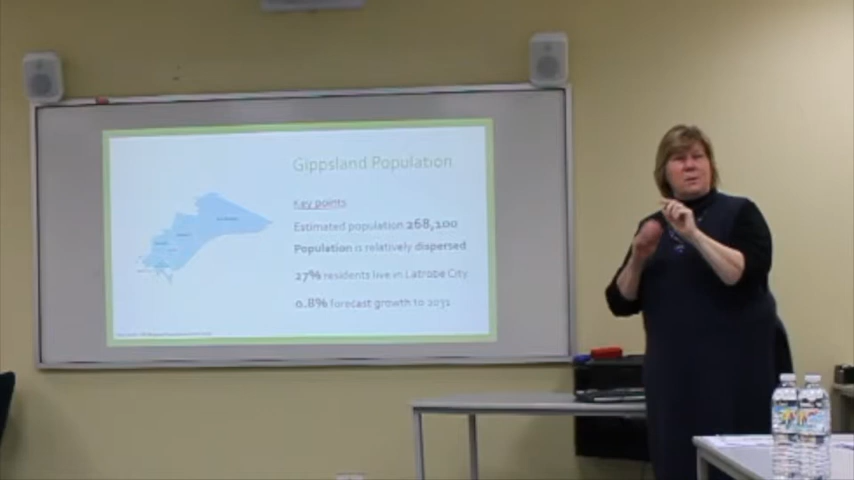 Gippsland Population
Key points
Estimated population 268,100
Population is relatively dispersed
27% residents live in Latrobe City
0.8% forecast growth to 2031